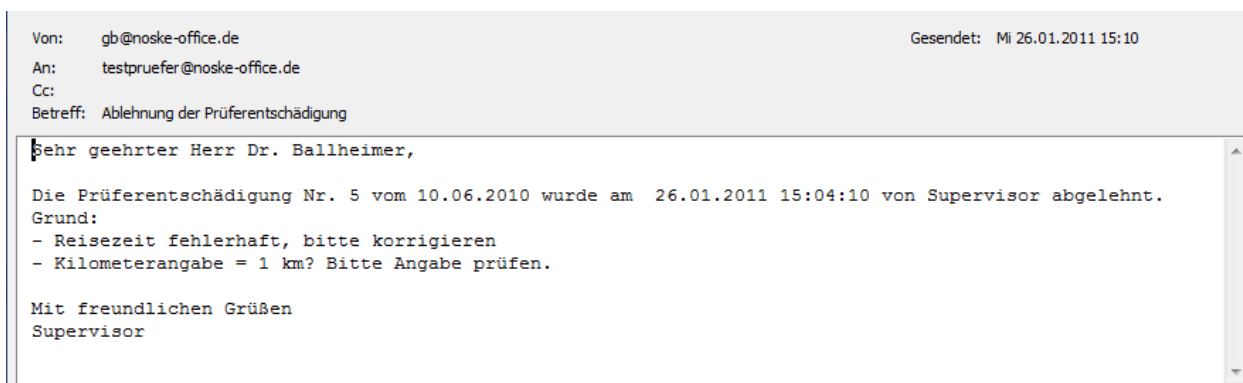 Von: gb@noske-office.de Gesendet: Mi 26.01.2011 15:10
An: testpruefer@noske-office.de
Cc:
Betreff: Ablehnung der Prüferentschädigung
Sehr geehrter Herr Dr. Ballheimer,
Die Prüferentschädigung Nr. 5 vom 10.06.2010 wurde am  26.01.2011 15:04:10 von Supervisor abgelehnt.
Grund:
- Reisezeit fehlerhaft, bitte korrigieren
- Kilometerangabe = 1 km? Bitte Angabe prüfen.
Mit freundlichen Grüßen
Supervisor